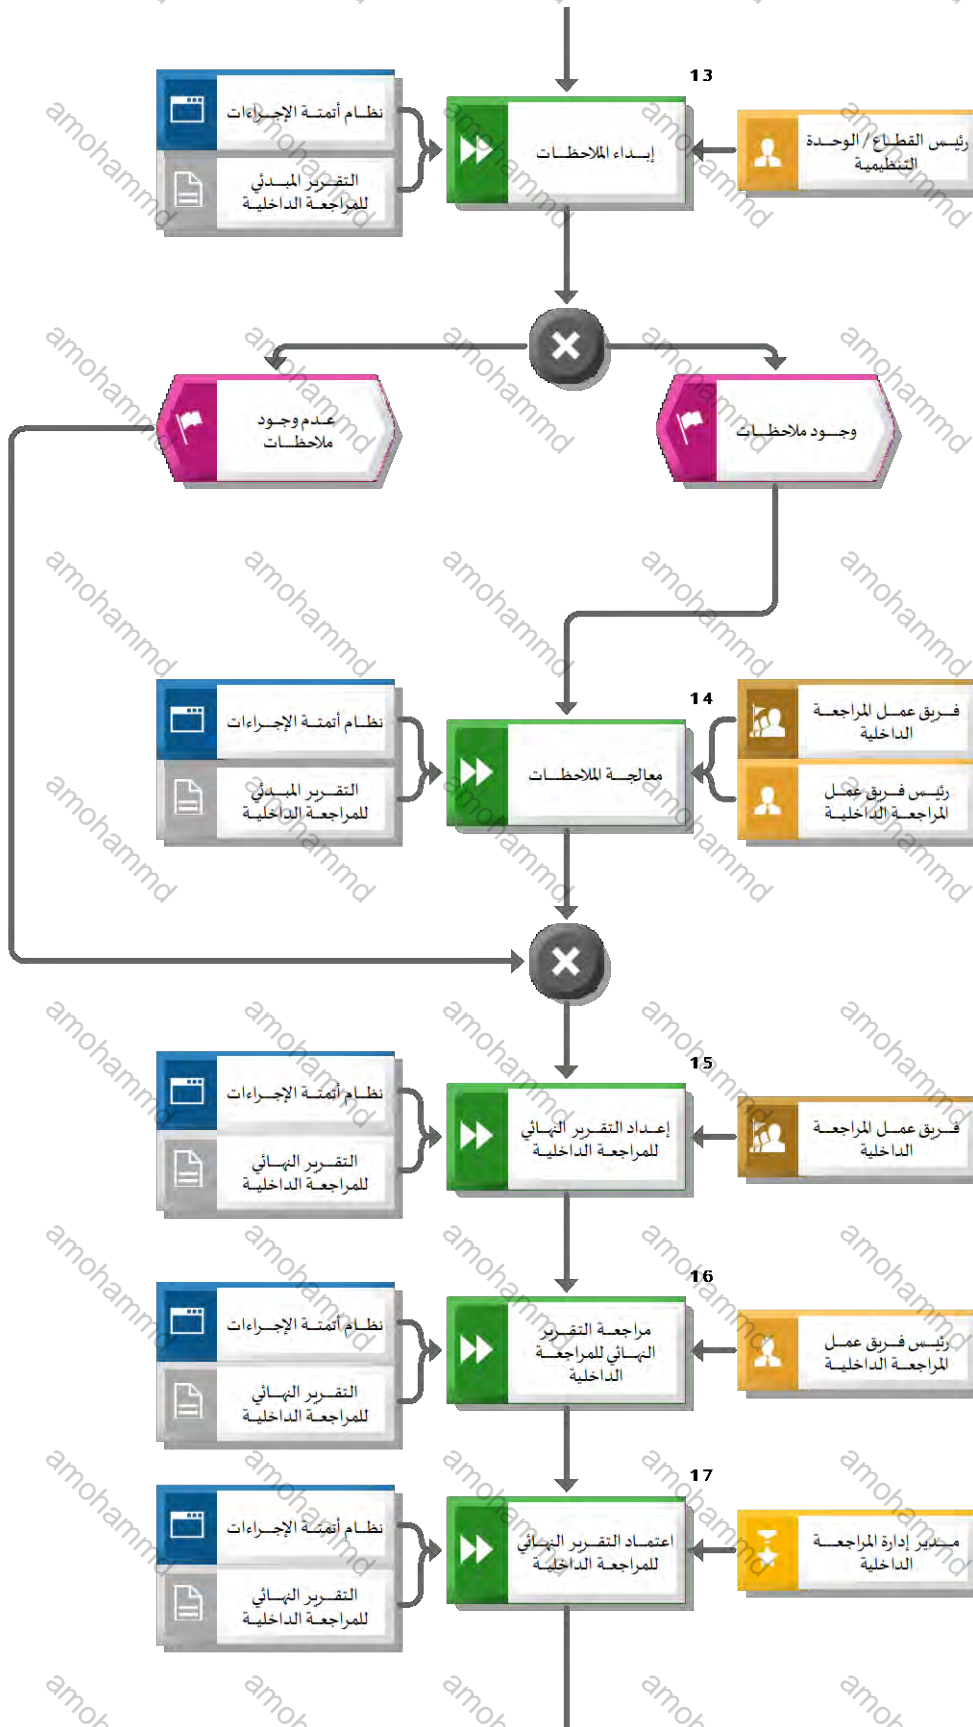 13
رئيس القطاع / الوحدة
التنظيمية
إبداء الملاحظات
نظام أتمتة الإجراءات
التقرير المبدئي
للمراجعة الداخلية
وجود ملاحظات
عدم وجود
ملاحظات
14
فريق عمل المراجعة
الداخلية
رئيس فريق عمل
المراجعة الداخلية
معالجة الملاحظات
نظام أتمتة الإجراءات
التقرير المبدئي
للمراجعة الداخلية
15
فريق عمل المراجعة
الداخلية
إعداد التقرير النهائي
للمراجعة الداخلية
نظام أتمتة الإجراءات
التقرير النهائي
للمراجعة الداخلية
16
رئيس فريق عمل
المراجعة الداخلية
مراجعة التقرير
النهائي للمراجعة
الداخلية
نظام أتمتة الإجراءات
التقرير النهائي
للمراجعة الداخلية
17
مدير إدارة المراجعة
الداخلية
اعتماد التقرير النهائي
للمراجعة الداخلية
نظام أتمتة الإجراءات
التقرير النهائي
للمراجعة الداخلية
amohammd